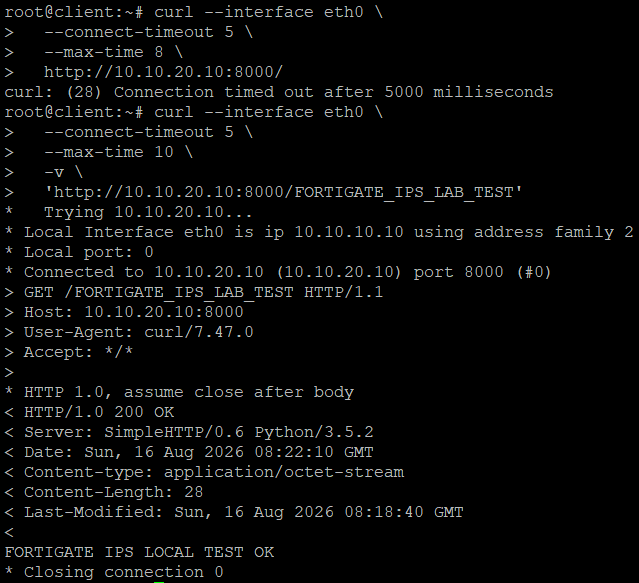 root@client:~# curl --interface eth0 \
>   --connect-timeout 5 \
>   --max-time 8 \
>   http://10.10.20.10:8000/
curl: (28) Connection timed out after 5000 milliseconds
root@client:~# curl --interface eth0 \
>   --connect-timeout 5 \
>   --max-time 10 \
>   -v \
>   'http://10.10.20.10:8000/FORTIGATE_IPS_LAB_TEST'
*   Trying 10.10.20.10...
* Local Interface eth0 is ip 10.10.10.10 using address family 2
* Local port: 0
* Connected to 10.10.20.10 (10.10.20.10) port 8000 (#0)
> GET /FORTIGATE_IPS_LAB_TEST HTTP/1.1
> Host: 10.10.20.10:8000
> User-Agent: curl/7.47.0
> Accept: */*
>
* HTTP 1.0, assume close after body
< HTTP/1.0 200 OK
< Server: SimpleHTTP/0.6 Python/3.5.2
< Date: Sun, 16 Aug 2026 08:22:10 GMT
< Content-type: application/octet-stream
< Content-Length: 28
< Last-Modified: Sun, 16 Aug 2026 08:18:40 GMT
<
FORTIGATE IPS LOCAL TEST OK
* Closing connection 0